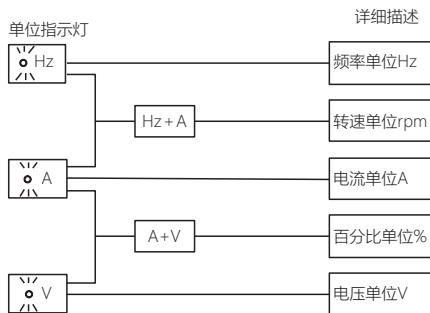 详细描述
单位指示灯
Hz
频率单位Hz
Hz+A
转速单位rpm
A
电流单位A
A+V
百分比单位%
V
电压单位V